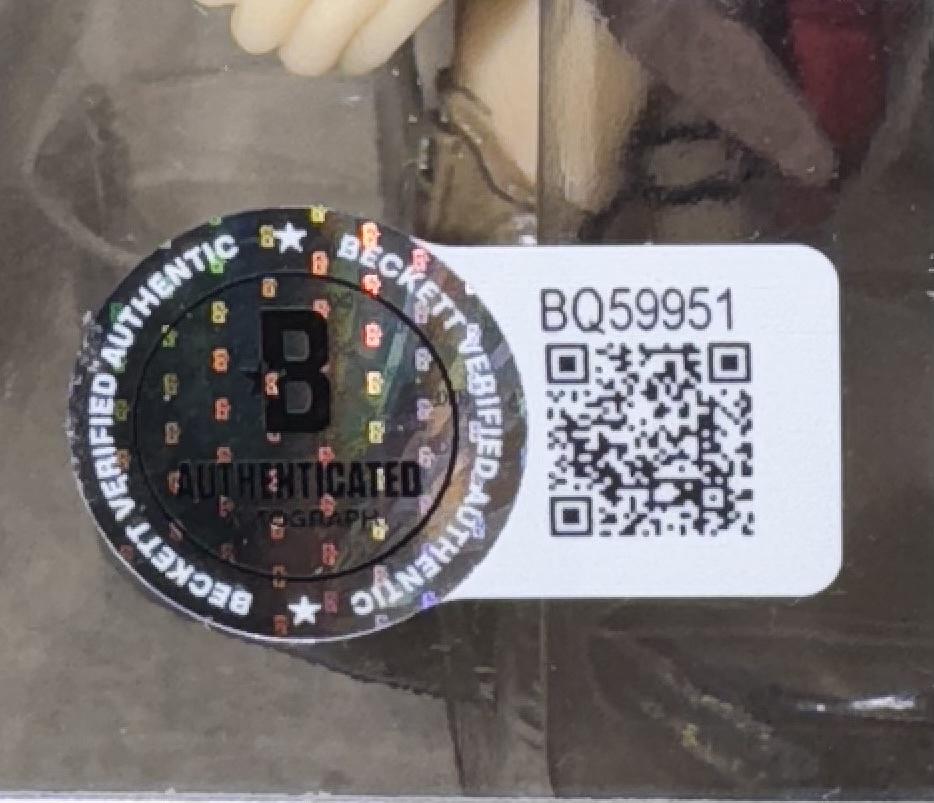 BECKETT VERIFIED AUTHENTIC
BECKETT VERIFIED AUTHENTIC
B
AUTHENTICATED
BQ59951